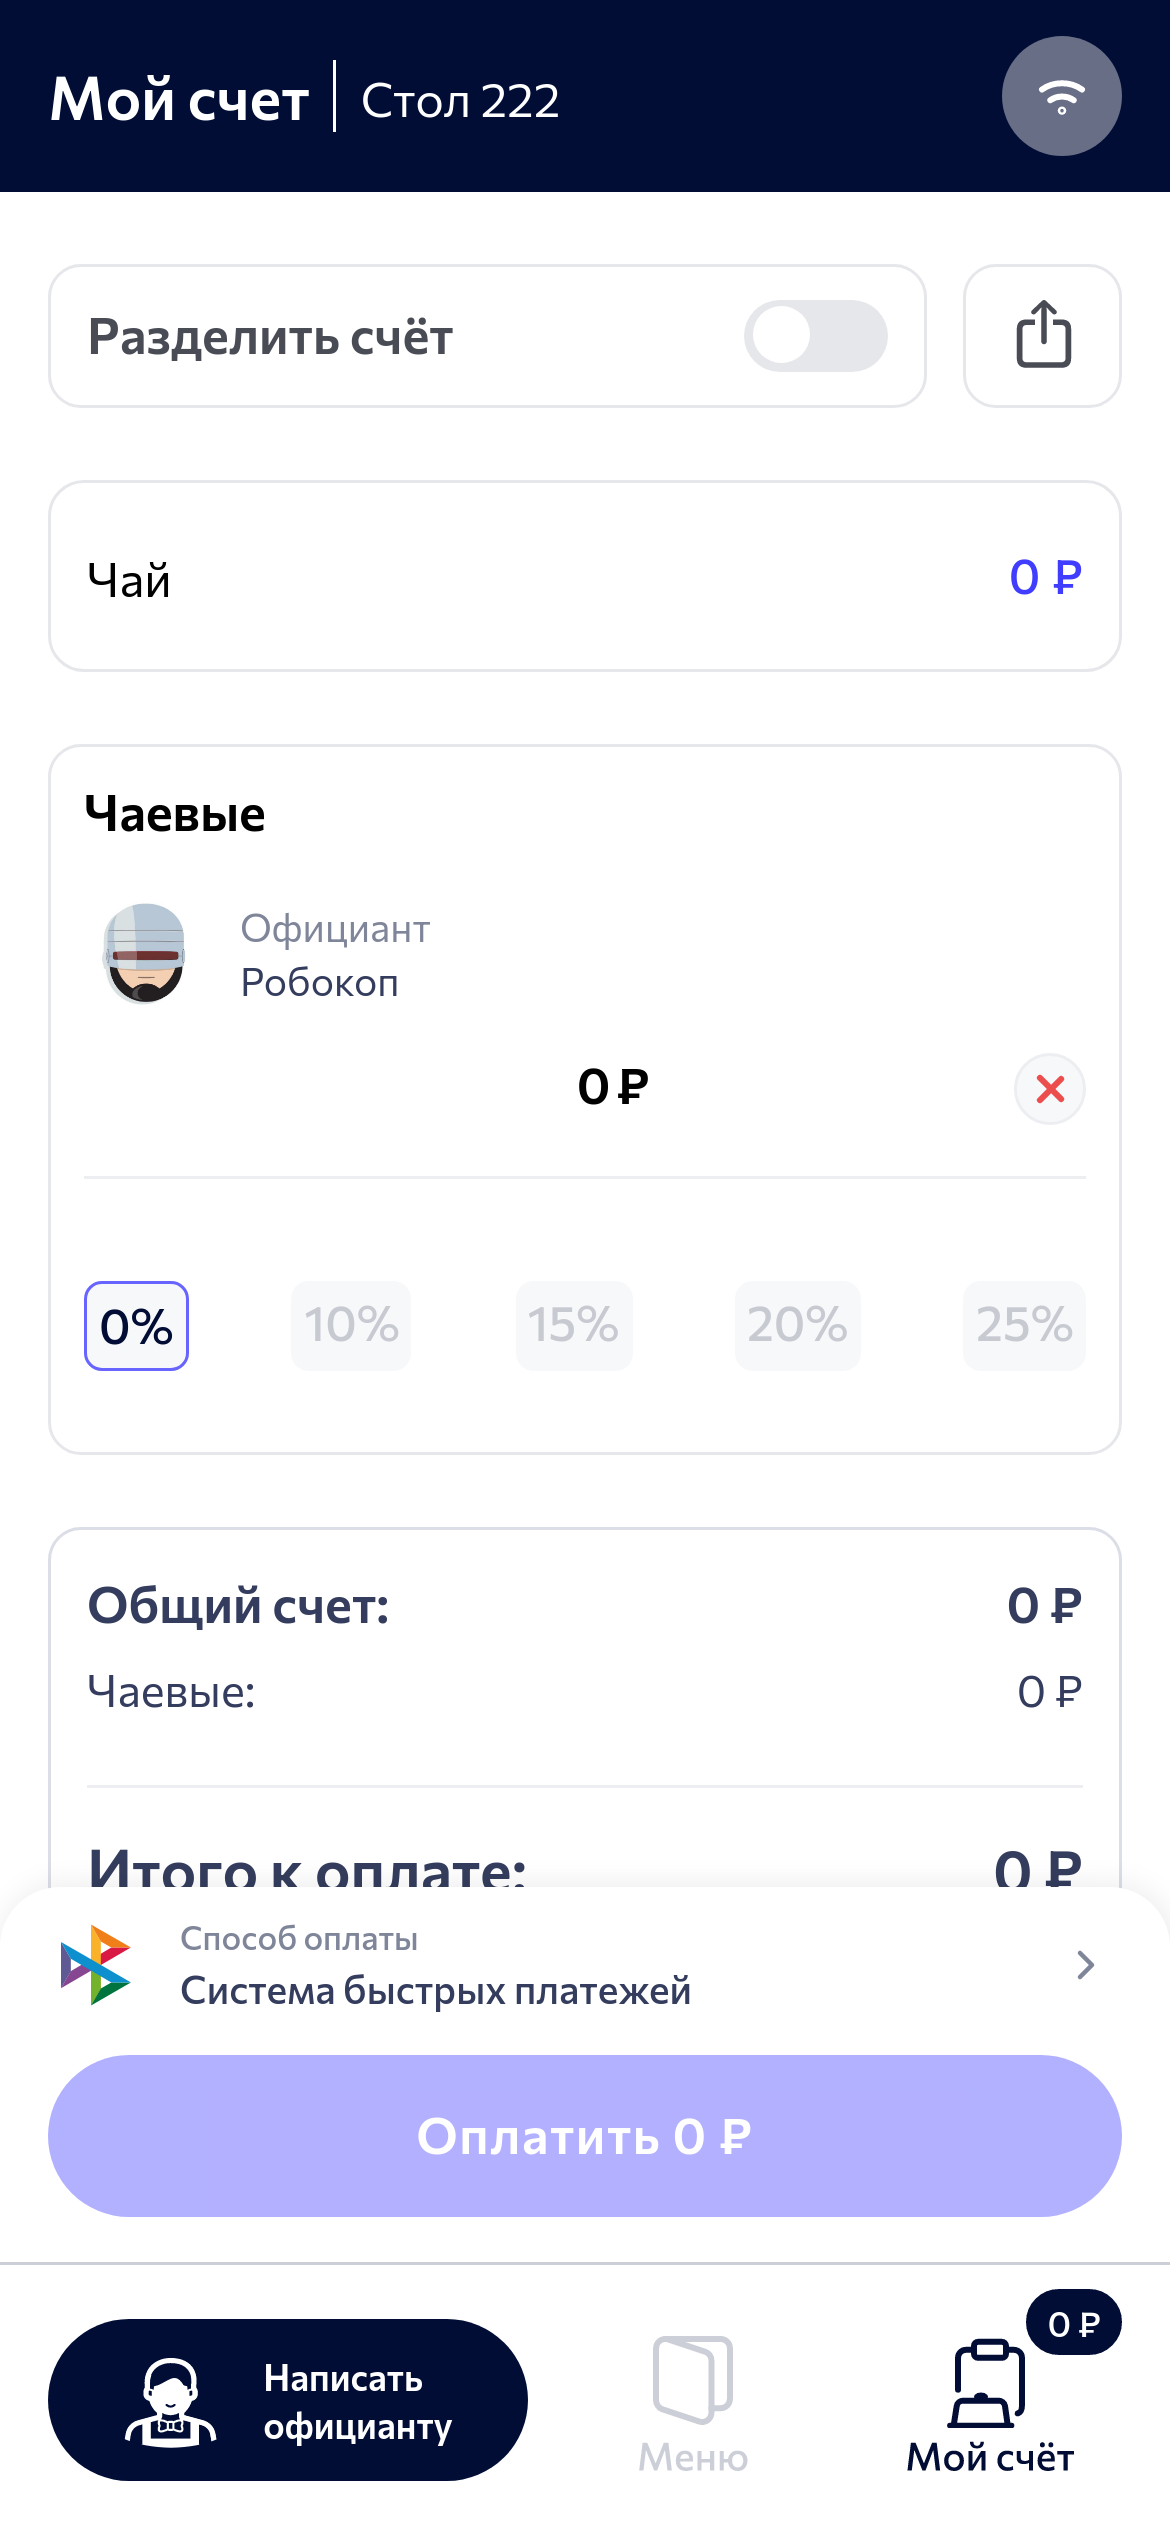 Мой счет
Стол 222
Разделить счёт
Чай 0 ₽
Чаевые
Официант
Робокоп
0 ₽
0% 10% 15% 20% 25%
Общий счет: 0 ₽
Чаевые: 0 ₽
Итого к оплате: 0 ₽
Способ оплаты
Система быстрых платежей
Оплатить 0 ₽
0 ₽
Написать
официанту
Меню
Мой счёт